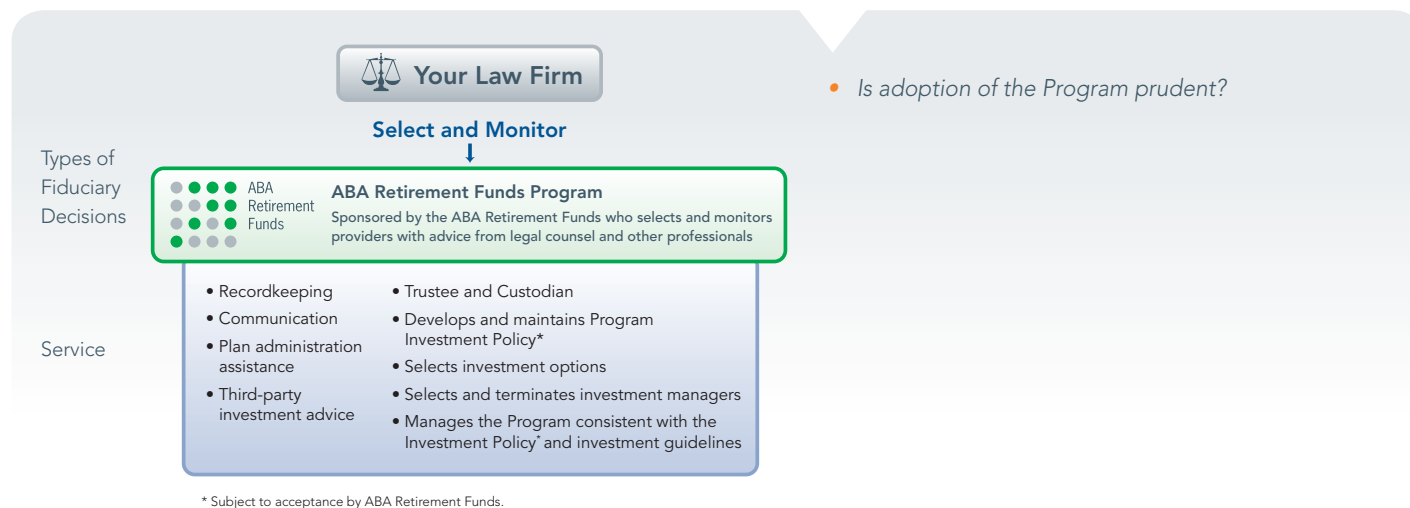 Your Law Firm
• Is adoption of the Program prudent?
Select and Monitor
Types of
Fiduciary
Decisions
ABA
Retirement
Funds
ABA Retirement Funds Program
Sponsored by the ABA Retirement Funds who selects and monitors
providers with advice from legal counsel and other professionals
Service
• Recordkeeping
• Communication
• Plan administration
assistance
• Third-party
investment advice
• Trustee and Custodian
• Develops and maintains Program
Investment Policy*
• Selects investment options
• Selects and terminates investment managers
• Manages the Program consistent with the
Investment Policy* and investment guidelines
* Subject to acceptance by ABA Retirement Funds.